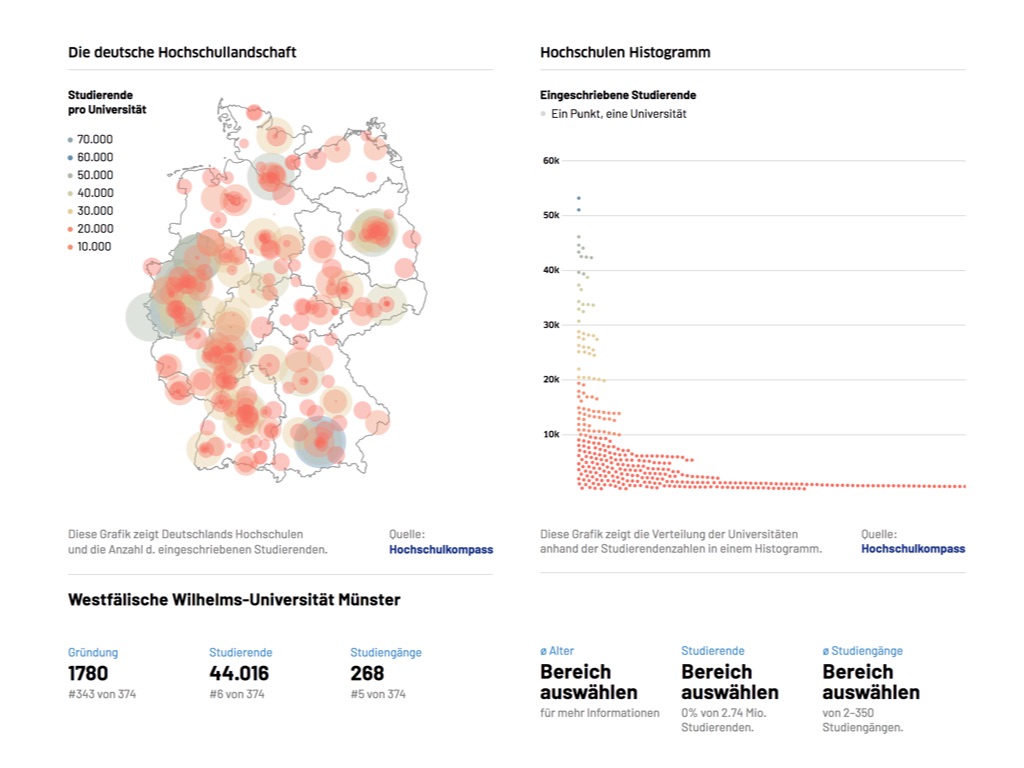 Die deutsche Hochschullandschaft
Studierende
pro Universität
70.000
60.000
50.000
40.000
30.000
20.000
10.000
Diese Grafik zeigt Deutschlands Hochschulen
und die Anzahl d. eingeschriebenen Studierenden.
Quelle:
Hochschulkompass
Westfälische Wilhelms-Universität Münster
Gründung
1780
#343 von 374
Studierende
44.016
#6 von 374
Studiengänge
268
#5 von 374
Hochschulen Histogramm
Eingeschriebene Studierende
Ein Punkt, eine Universität
60k
50k
40k
30k
20k
10k
Diese Grafik zeigt die Verteilung der Universitäten
anhand der Studierendenzahlen in einem Histogramm.
Quelle:
Hochschulkompass
ø Alter
Bereich
auswählen
für mehr Informationen
Studierende
Bereich
auswählen
0% von 2.74 Mio.
Studierenden.
ø Studiengänge
Bereich
auswählen
von 2–350
Studiengängen.